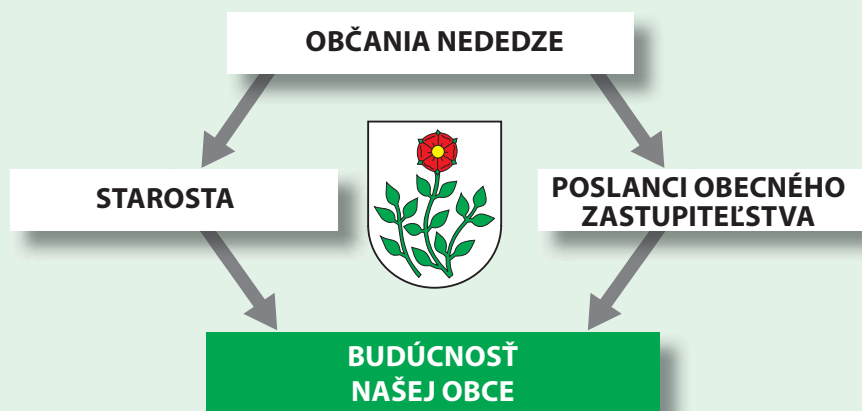 OBČANIA NEDEDZE
STAROSTA
POSLANCI OBECNÉHO
ZASTUPITEĽSTVA
BUDÚCNOSŤ
NAŠEJ OBCE